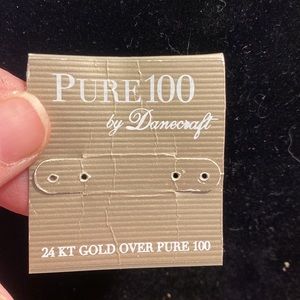 PURE 100
by Danecraft
24 KT GOLD OVER PURE 100